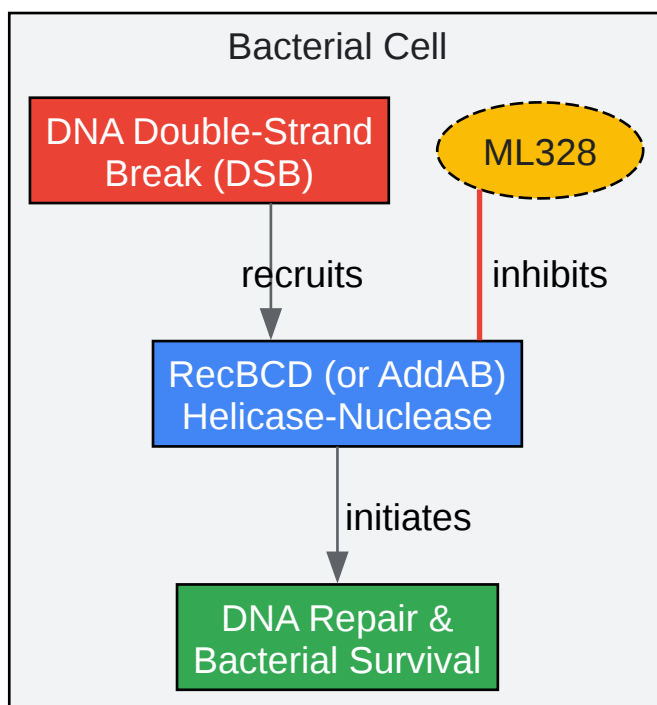 Bacterial Cell
DNA Double-Strand
Break (DSB)
ML328
recruits
inhibits
RecBCD (or AddAB)
Helicase-Nuclease
initiates
DNA Repair &
Bacterial Survival